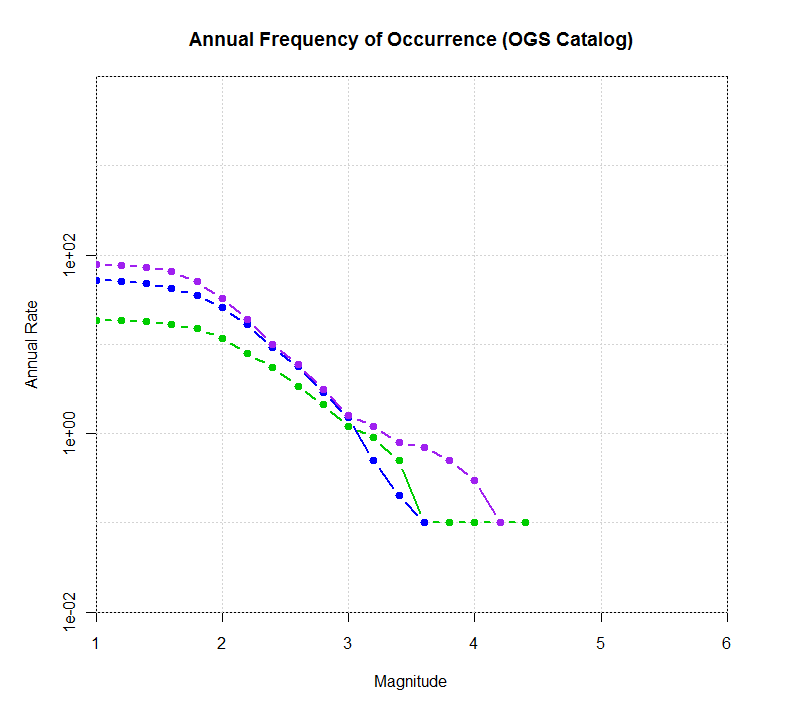 Annual Frequency of Occurrence (OGS Catalog)
Annual Rate
1e+02
1e+00
1e-02
1 2 3 4 5 6
Magnitude